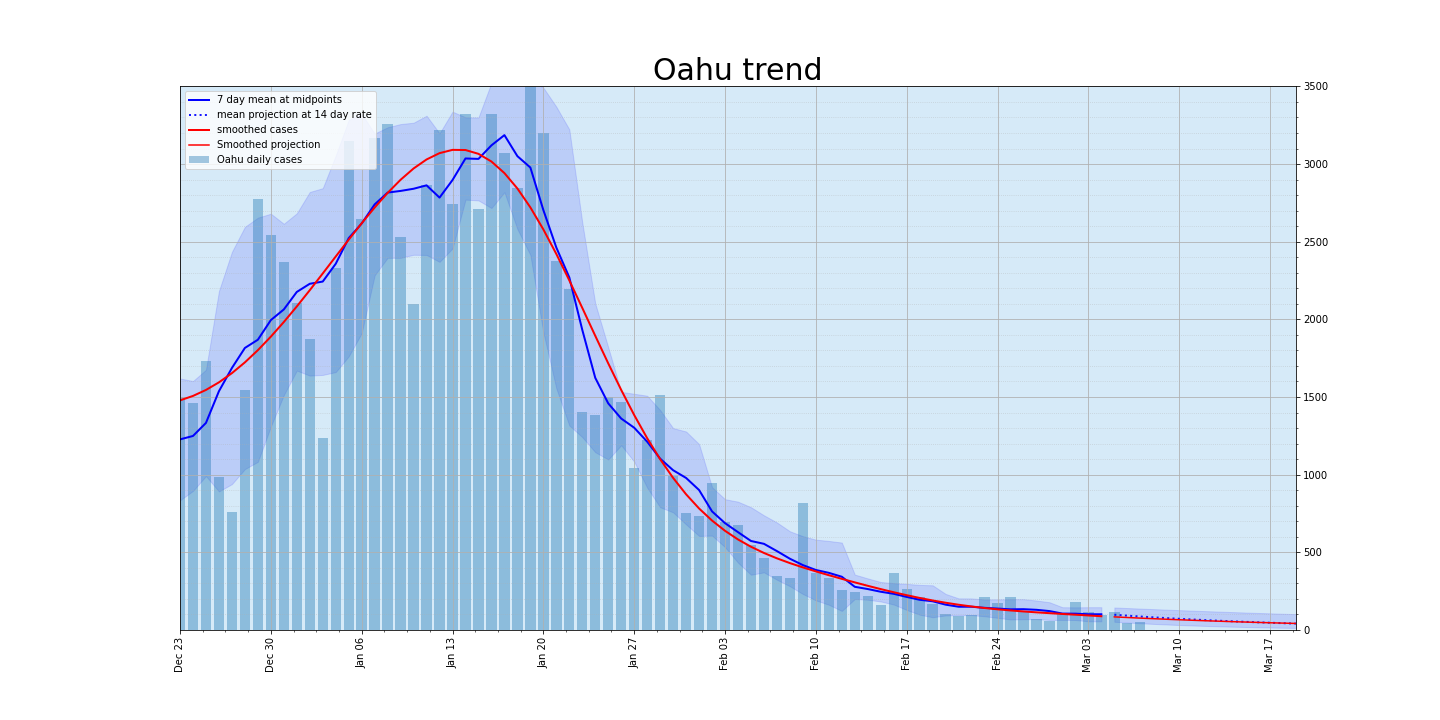 Oahu trend
7 day mean at midpoints
mean projection at 14 day rate
smoothed cases
Smoothed projection
Oahu daily cases
3500
3000
2500
2000
1500
1000
500
0
Dec 23
Dec 30
Jan 06
Jan 13
Jan 20
Jan 27
Feb 03
Feb 10
Feb 17
Feb 24
Mar 03
Mar 10
Mar 17